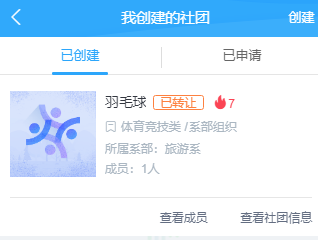 我创建的社团 创建
已创建 已申请
羽毛球 已转让 7
体育竞技类 /系部组织
所属系部：旅游系
成员：1人
查看成员 查看社团信息